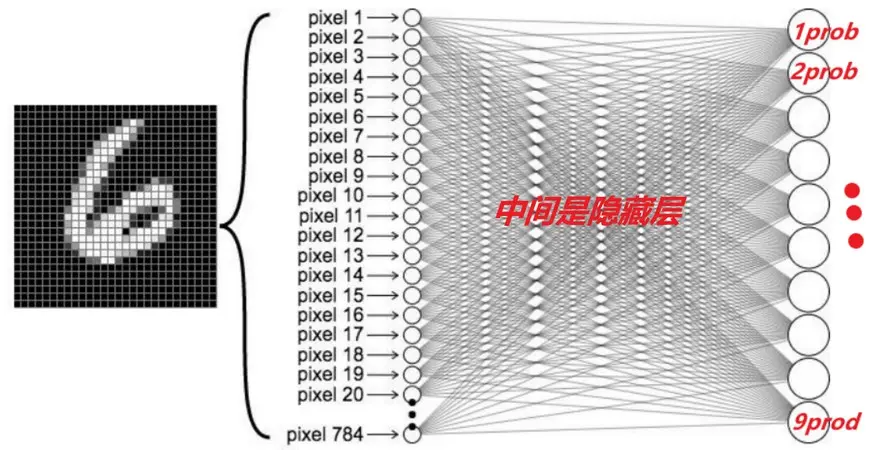 pixel 1
pixel 2
pixel 3
pixel 4
pixel 5
pixel 6
pixel 7
pixel 8
pixel 9
pixel 10
pixel 11
pixel 12
pixel 13
pixel 14
pixel 15
pixel 16
pixel 17
pixel 18
pixel 19
pixel 20
pixel 784
中间是隐藏层
1prob
2prob
9prod